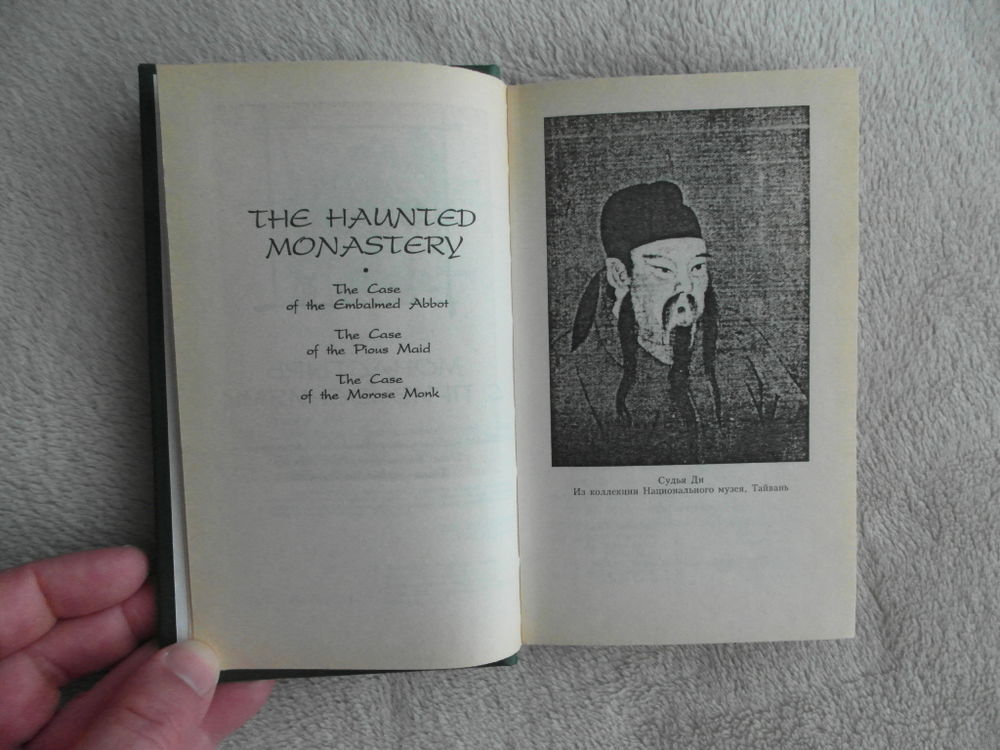 THE HAUNTED
MONASTERY
•
The Case
of the Embalmed Abbot
The Case
of the Pious Maid
The Case
of the Morose Monk
Судья Ди
Из коллекции Национального музея, Тайвань